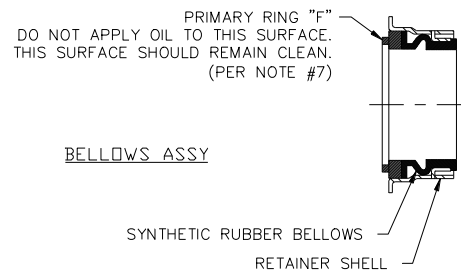 PRIMARY RING "F"
DO NOT APPLY OIL TO THIS SURFACE.
THIS SURFACE SHOULD REMAIN CLEAN.
(PER NOTE #7)
BELLOWS ASSY
SYNTHETIC RUBBER BELLOWS
RETAINER SHELL